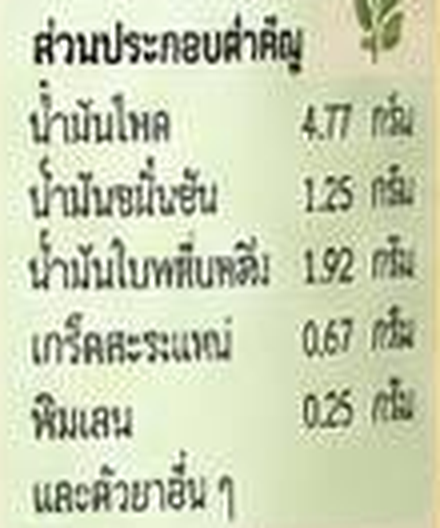 ส่วนประกอบสำคัญ
น้ำมันไพล 4.77 กรัม
น้ำมันขมิ้นชัน 1.25 กรัม
น้ำมันใบพลับพลึง 1.92 กรัม
เกร็ดสะระแหน่ 0.67 กรัม
พิมเสน 0.25 กรัม
และตัวยาอื่น ๆ